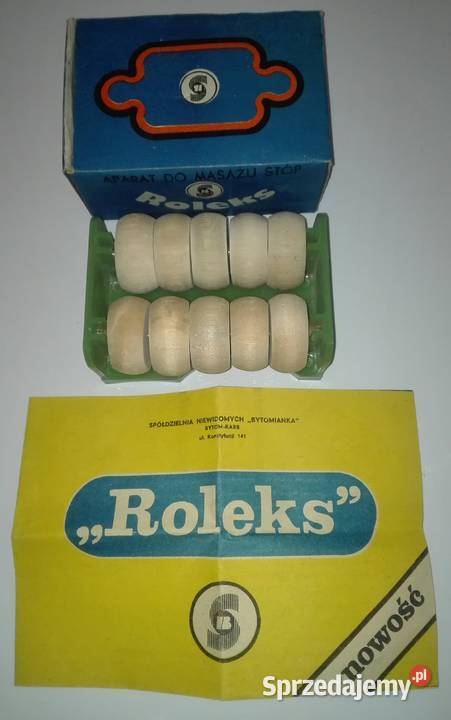 APARAT DO MASAŻU STÓP
Roleks
SPÓŁDZIELNIA NIEWIDOMYCH „BYTOMIANKA"
BYTOM-KARB
ul. Konstytucji 141
„Roleks”
nowość
Sprzedajemy.pl